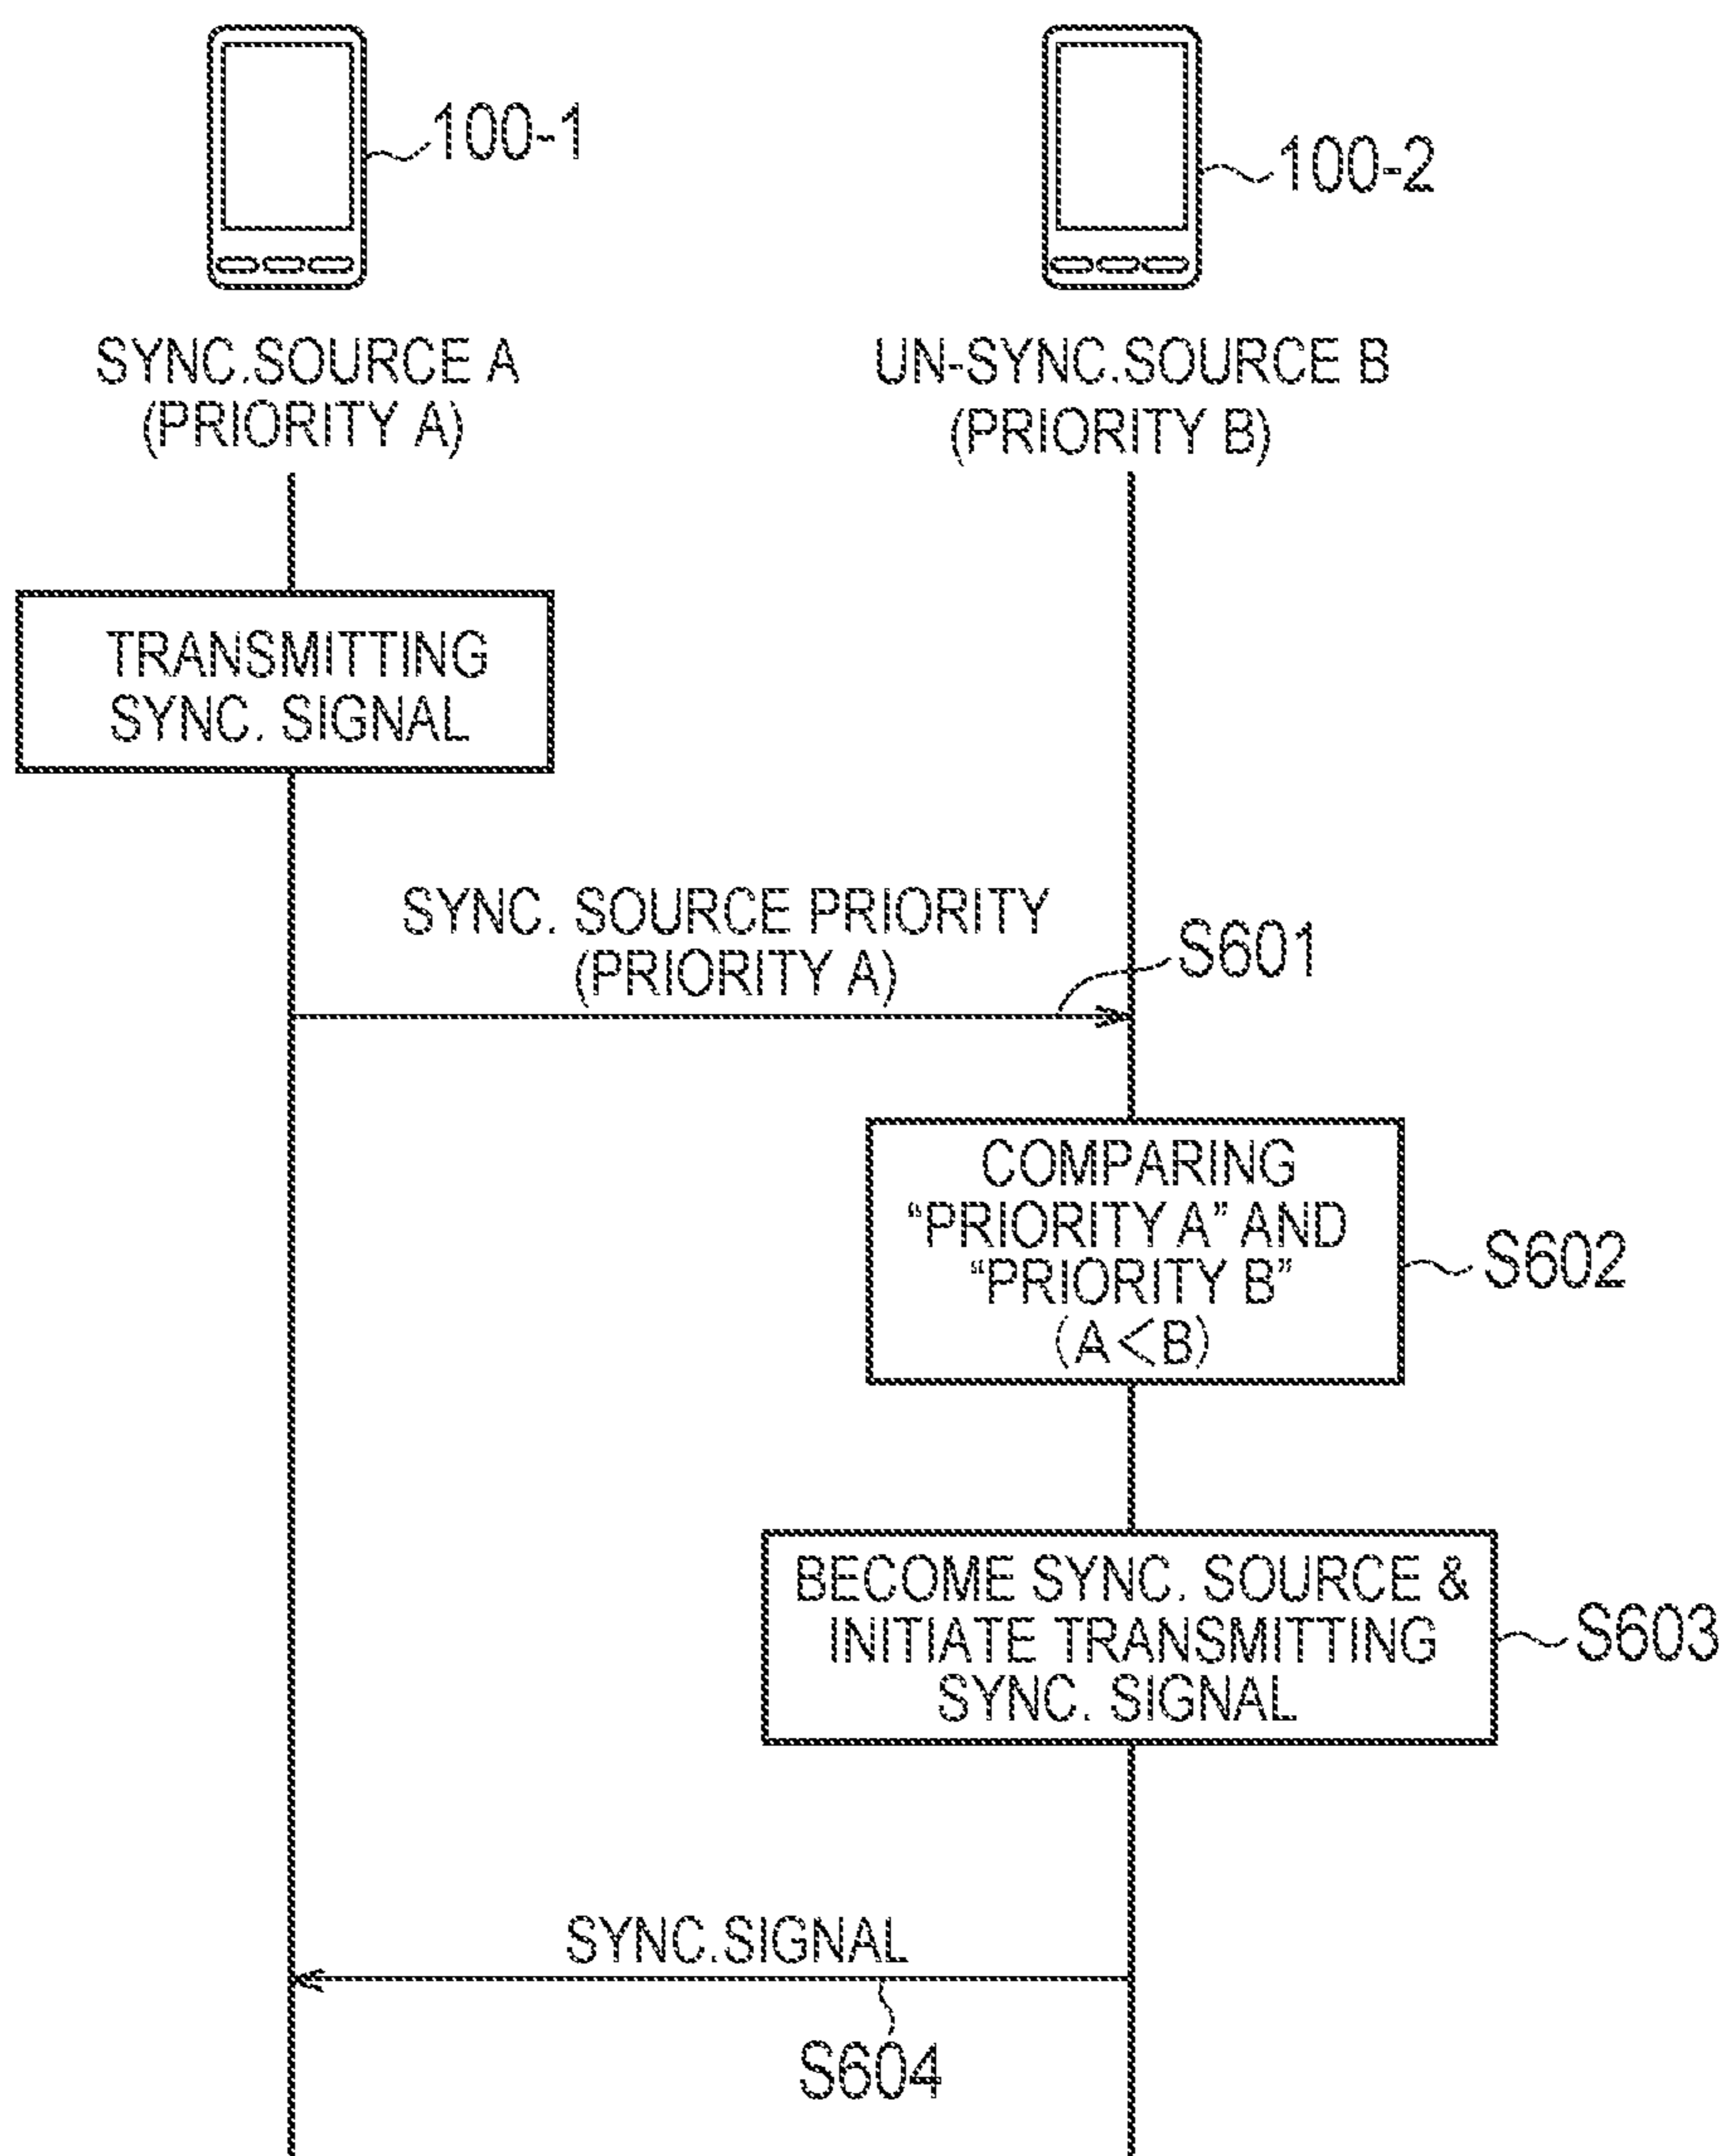 100-1
100-2
SYNC.SOURCE A
(PRIORITY A)
UN-SYNC.SOURCE B
(PRIORITY B)
TRANSMITTING
SYNC. SIGNAL
SYNC. SOURCE PRIORITY
(PRIORITY A)
S601
COMPARING
“PRIORITY A” AND
“PRIORITY B”
(A<B)
S602
BECOME SYNC. SOURCE &
INITIATE TRANSMITTING
SYNC. SIGNAL
S603
SYNC.SIGNAL
S604